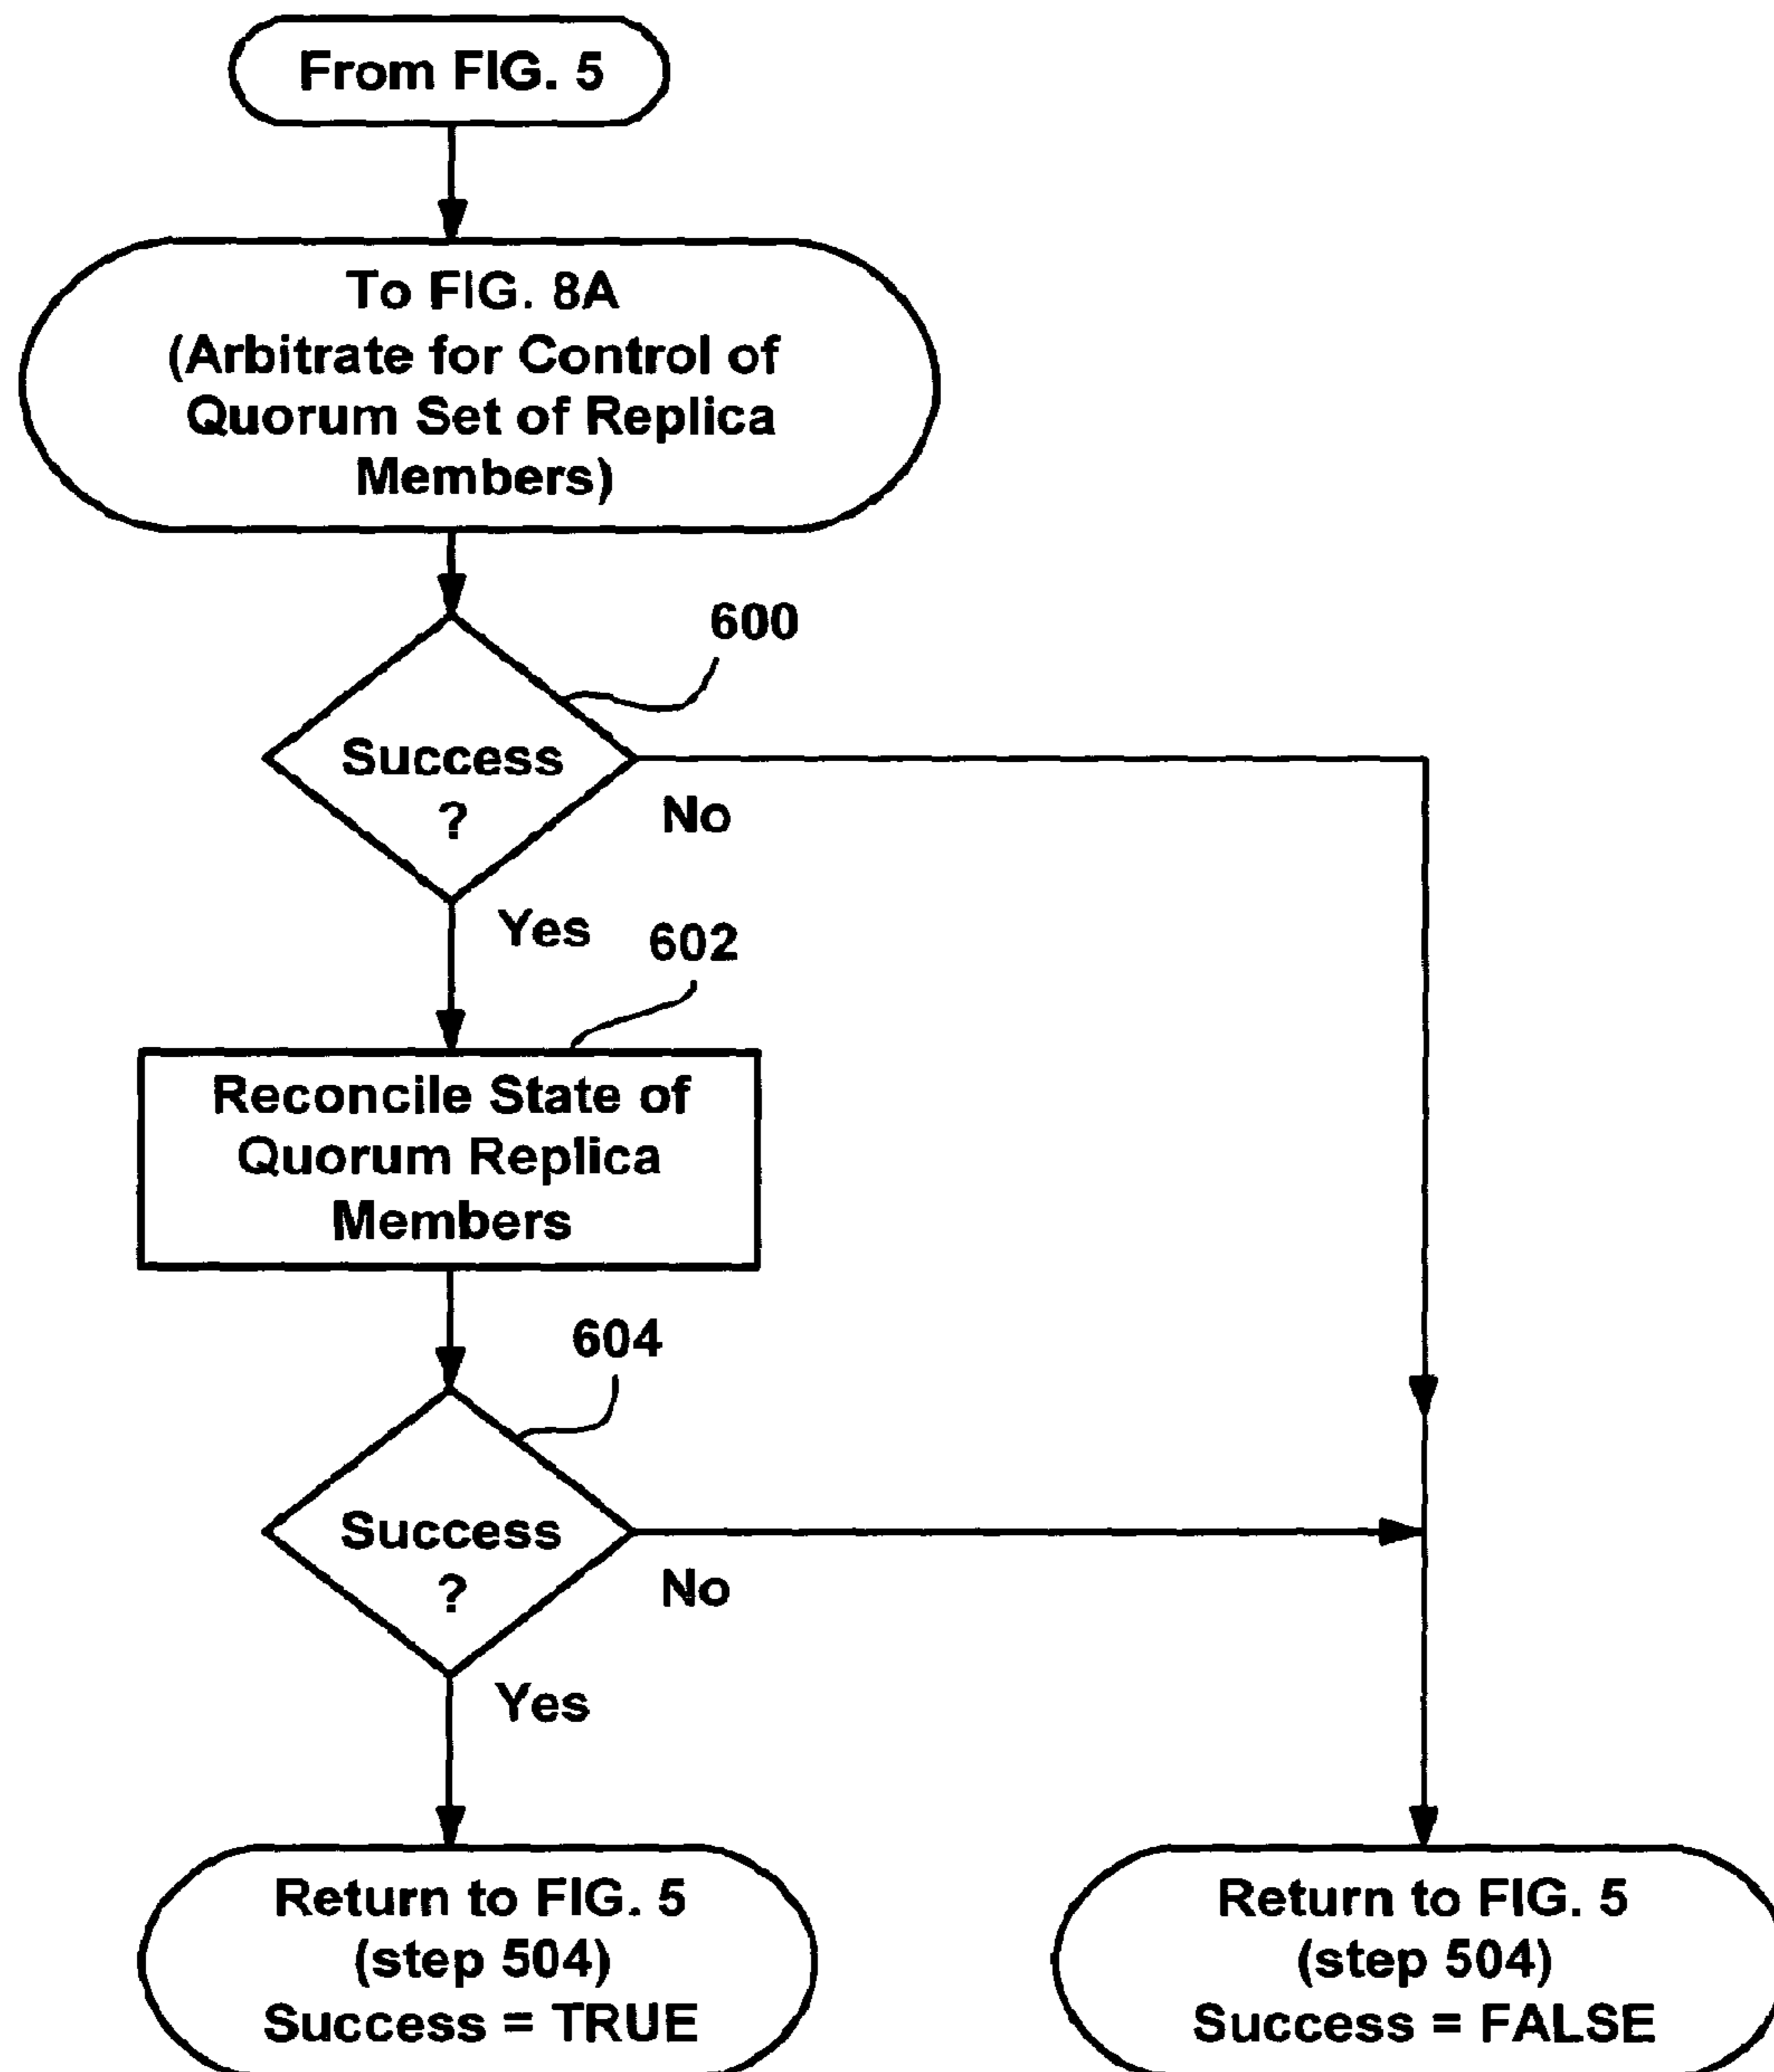 From FIG. 5
To FIG. 8A
(Arbitrate for Control of
Quorum Set of Replica
Members)
600
Success
?
No
Yes
602
Reconcile State of
Quorum Replica
Members
604
Success
?
No
Yes
Return to FIG. 5
(step 504)
Success = TRUE
Return to FIG. 5
(step 504)
Success = FALSE